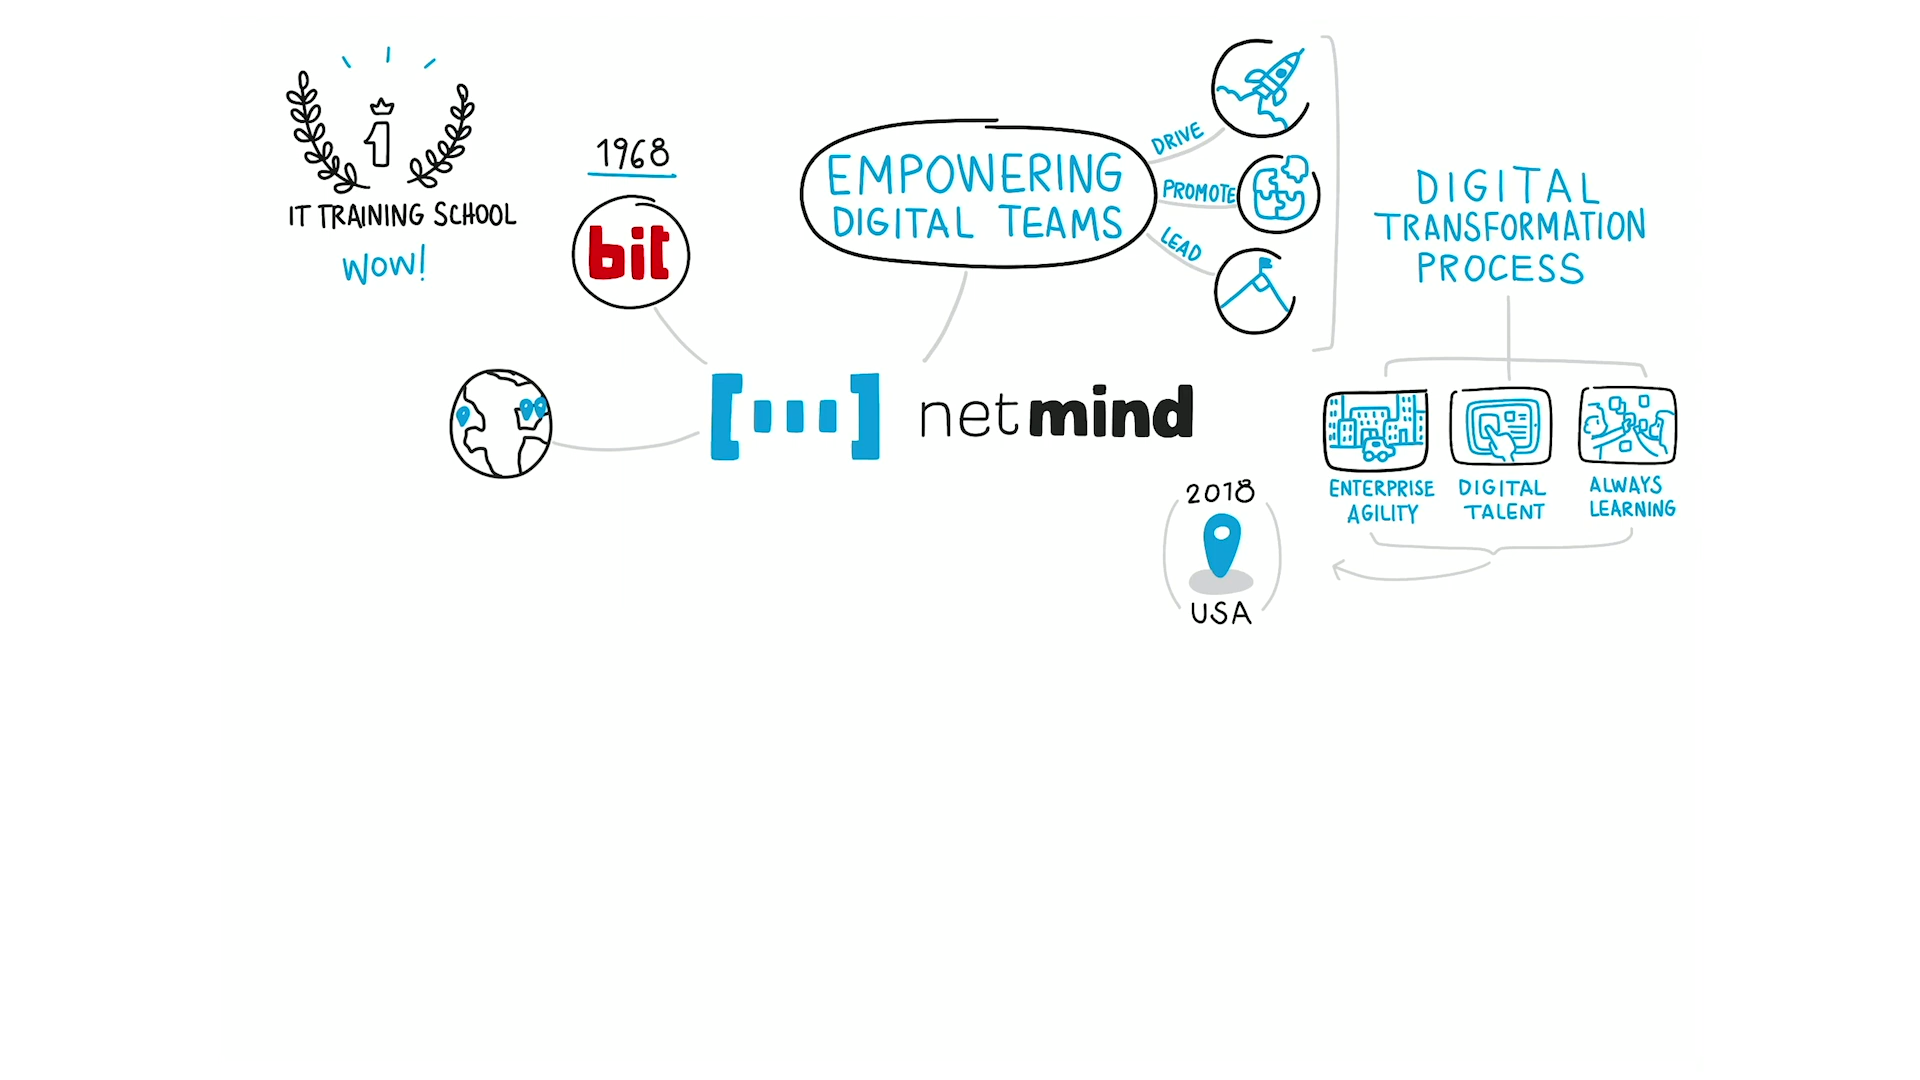 1
IT TRAINING SCHOOL
WOW!
1968
bit
EMPOWERING
DIGITAL TEAMS
DRIVE
PROMOTE
LEAD
DIGITAL
TRANSFORMATION
PROCESS
[...] netmind
ENTERPRISE
AGILITY
DIGITAL
TALENT
ALWAYS
LEARNING
2018
USA